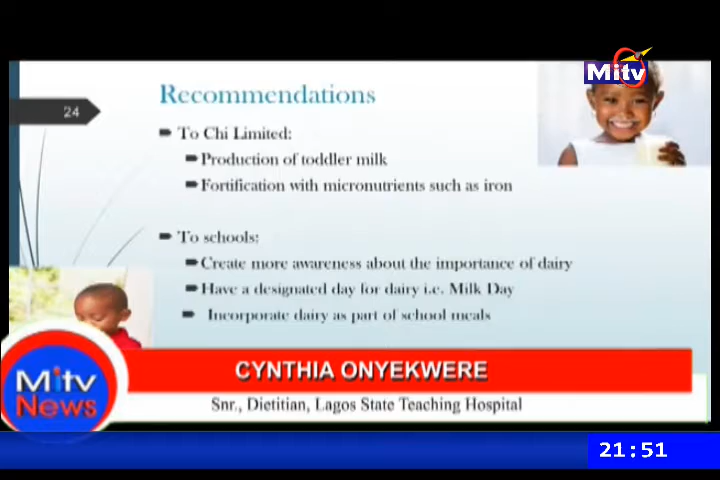 Mitv
Recommendations
24
To Chi Limited:
Production of toddler milk
Fortification with micronutrients such as iron
To schools:
Create more awareness about the importance of dairy
Have a designated day for dairy i.e. Milk Day
Incorporate dairy as part of school meals
CYNTHIA ONYEKWERE
Snr., Dietitian, Lagos State Teaching Hospital
Mitv
News
21:51